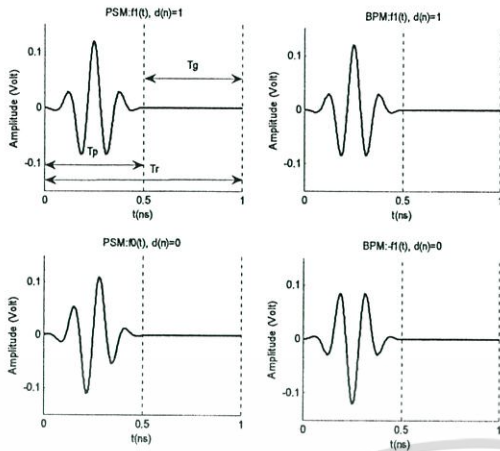 PSM:f1(t), d(n)=1
Amplitude (Volt)
0.1
0
-0.1
Tg
Tp
Tr
0
0.5
1
t(ns)
BPM:f1(t), d(n)=1
Amplitude (Volt)
0.1
0
-0.1
0
0.5
1
t(ns)
PSM:f0(t), d(n)=0
Amplitude (Volt)
0.1
0
-0.1
0
0.5
1
t(ns)
BPM:-f1(t), d(n)=0
Amplitude (Volt)
0.1
0
-0.1
0
0.5
1
t(ns)